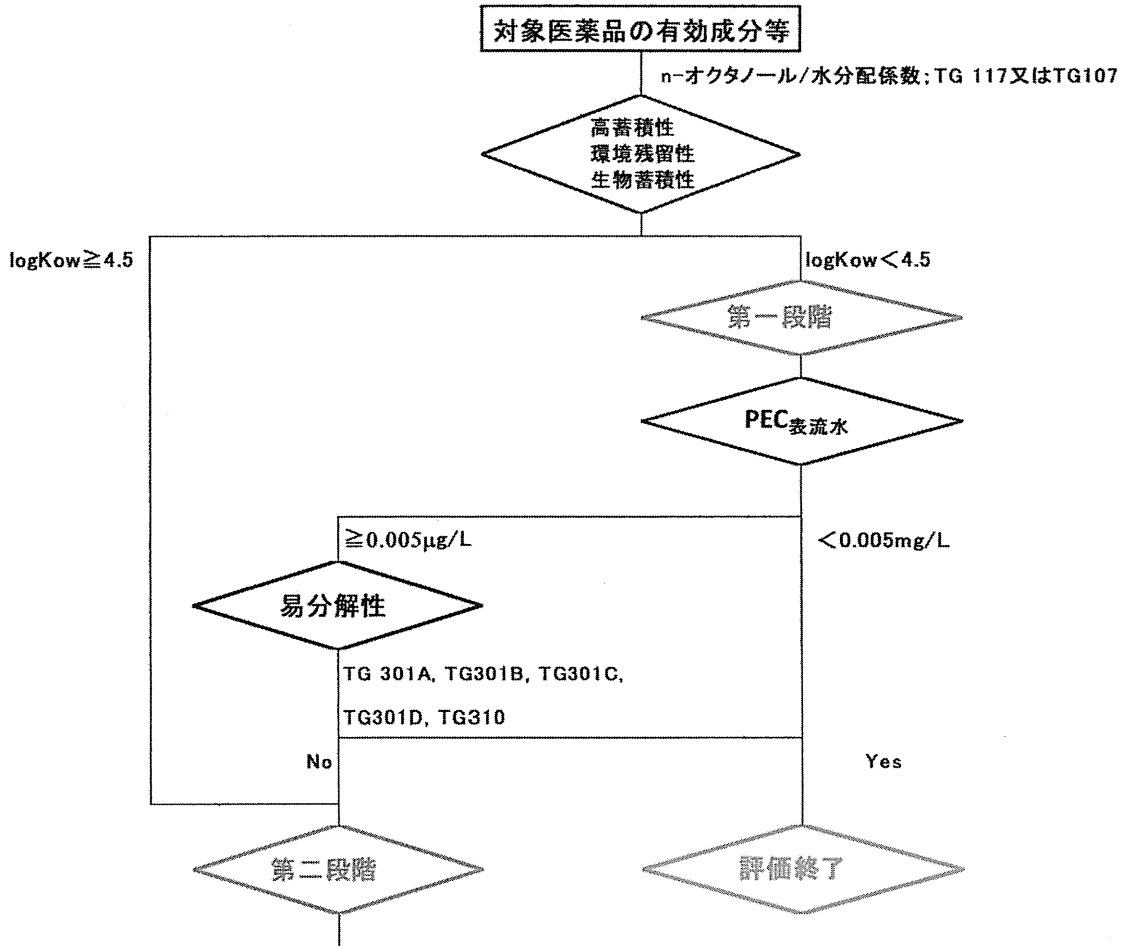 対象医薬品の有効成分等
n-オクタノール/水分配係数;TG 117又はTG107
高蓄積性
環境残留性
生物蓄積性
logKow≧4.5
logKow<4.5
第一段階
PEC表流水
≧0.005μg/L
<0.005mg/L
易分解性
TG 301A, TG301B, TG301C,
TG301D, TG310
No
Yes
第二段階
評価終了